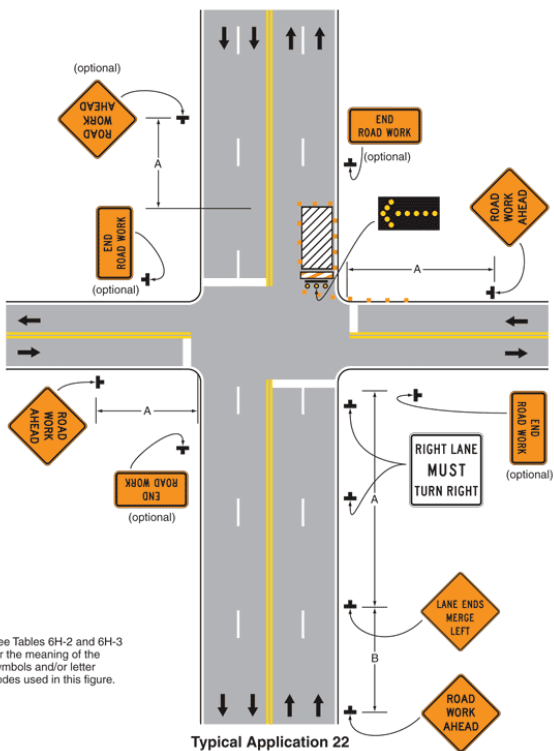 (optional)
ROAD
WORK
AHEAD
A
END
ROAD WORK
(optional)
ROAD
WORK
AHEAD
END
ROAD WORK
(optional)
A
A
ROAD
WORK
AHEAD
END
ROAD WORK
(optional)
RIGHT LANE
MUST
TURN RIGHT
END
ROAD WORK
(optional)
A
LANE ENDS
MERGE
LEFT
B
ee Tables 6H-2 and 6H-3
r the meaning of the
ymbols and/or letter
odes used in this figure.
ROAD
WORK
AHEAD
Typical Application 22